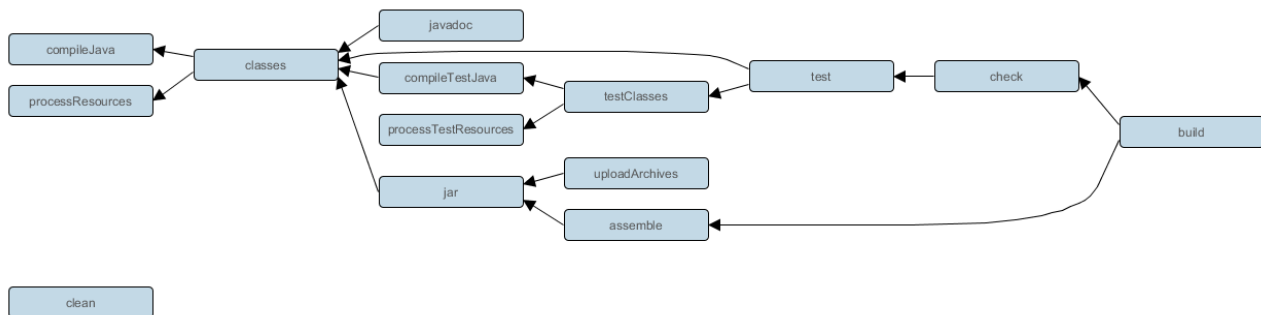 javadoc
compileJava
classes
compileTestJava
test
check
processResources
testClasses
processTestResources
build
uploadArchives
jar
assemble
clean